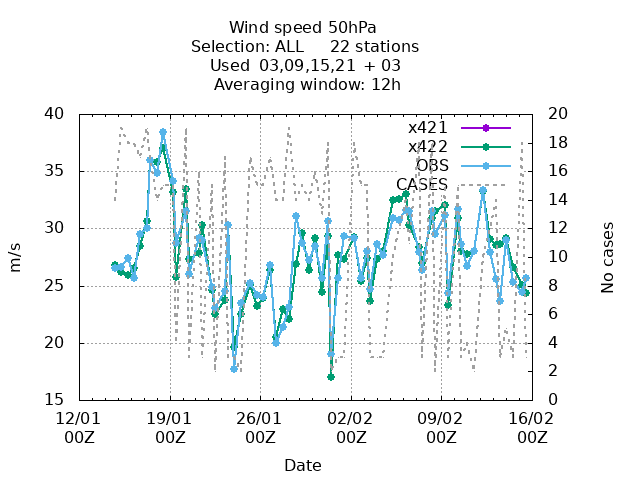 Wind speed 50hPa
Selection: ALL 22 stations
Used 03,09,15,21 + 03
Averaging window: 12h
40
35
30
25
20
15
m/s
20
18
16
14
12
10
8
6
4
2
0
No cases
x421
x422
OBS
CASES
12/01 19/01 26/01 02/02 09/02 16/02
00Z 00Z 00Z 00Z 00Z 00Z
Date